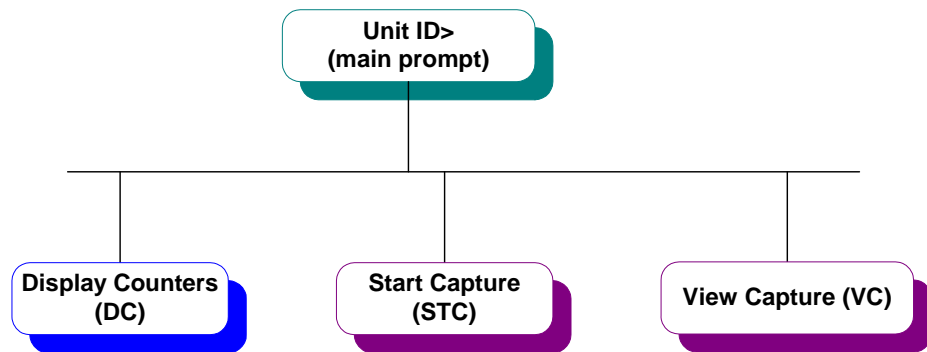 Unit ID>
(main prompt)
Display Counters
(DC)
Start Capture
(STC)
View Capture (VC)